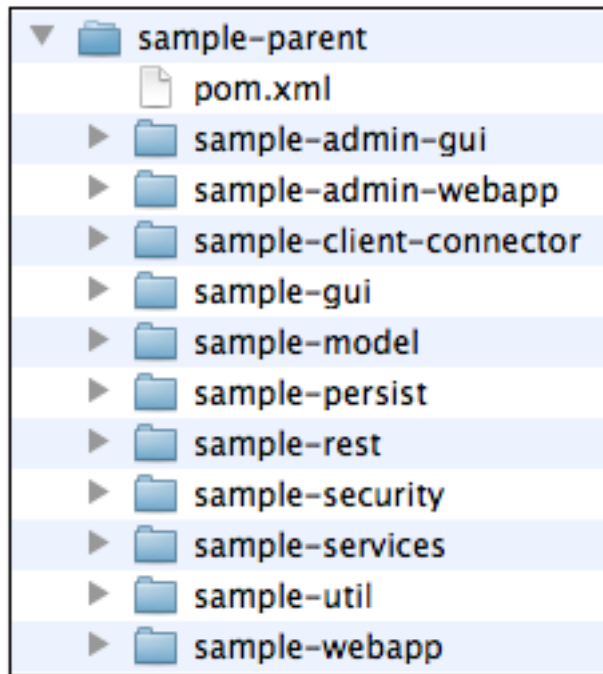 sample-parent
pom.xml
sample-admin-gui
sample-admin-webapp
sample-client-connector
sample-gui
sample-model
sample-persist
sample-rest
sample-security
sample-services
sample-util
sample-webapp